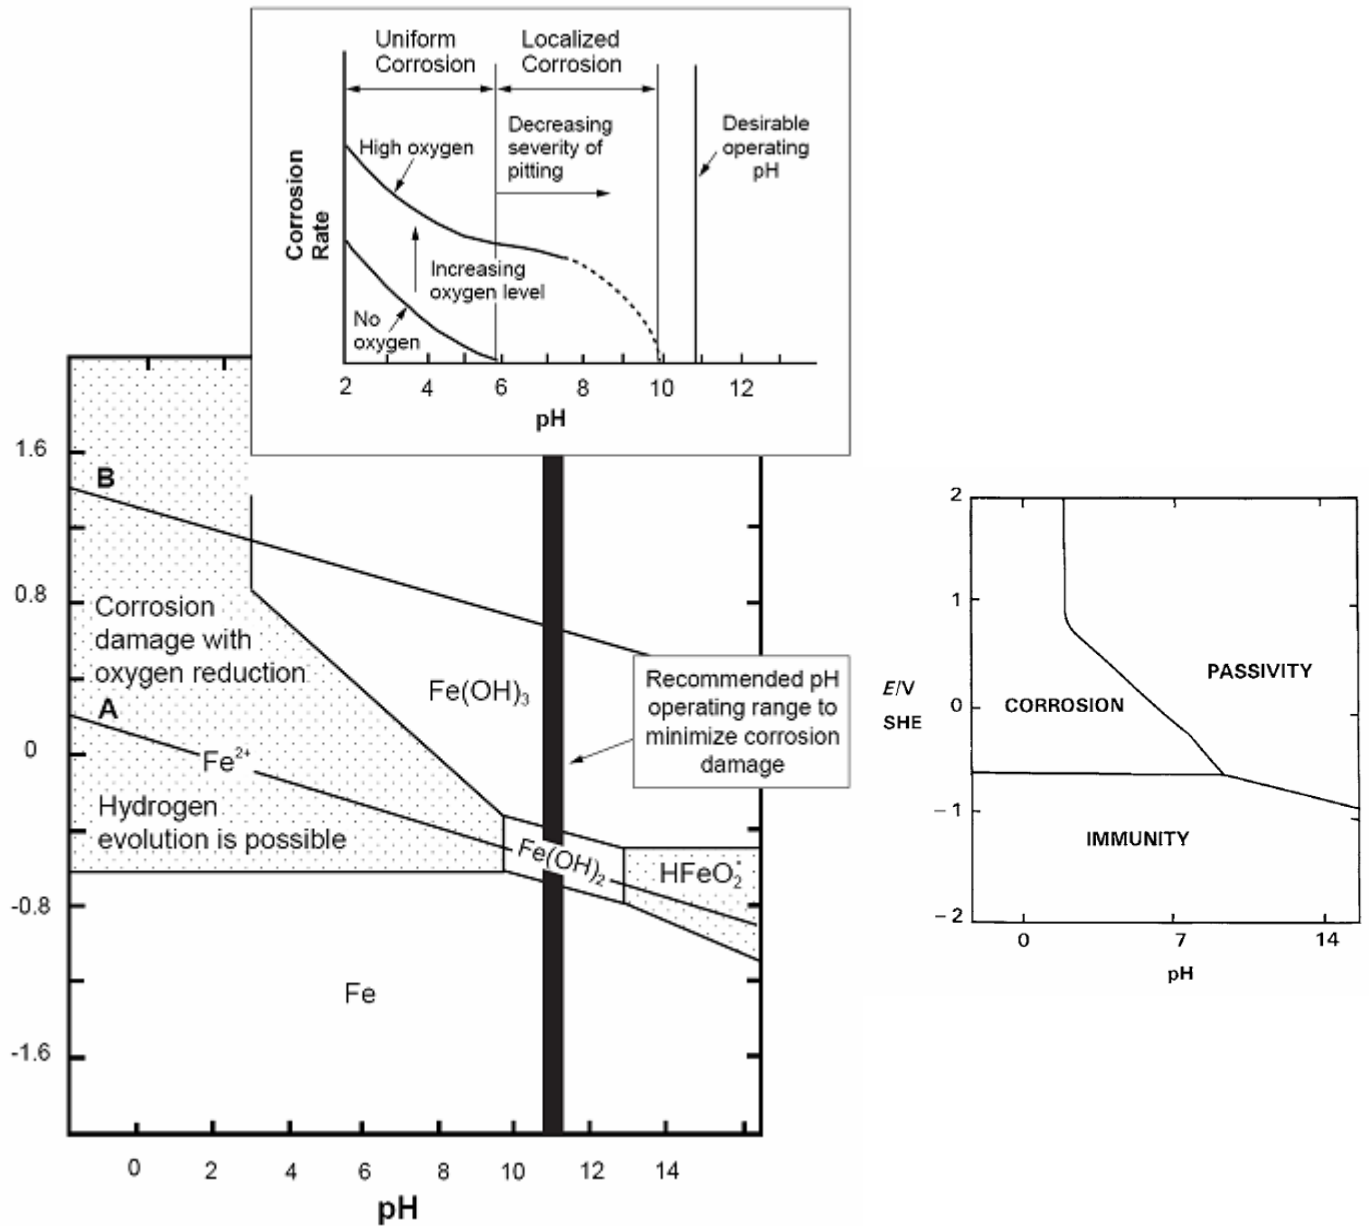 Uniform
Corrosion
Localized
Corrosion
High oxygen
Decreasing
severity of
pitting
Desirable
operating
pH
Corrosion
Rate
Increasing
oxygen level
No
oxygen
2 4 6 8 10 12
pH
1.6
B
0.8
Corrosion
damage with
oxygen reduction
Fe(OH)₃
Recommended pH
operating range to
minimize corrosion
damage
A
0
Fe²⁺
Hydrogen
evolution is possible
Fe(OH)₂
HFeO₂⁻
-0.8
Fe
-1.6
0 2 4 6 8 10 12 14
pH
2
1
PASSIVITY
E/V
SHE
0
CORROSION
-1
IMMUNITY
-2
0 7 14
pH